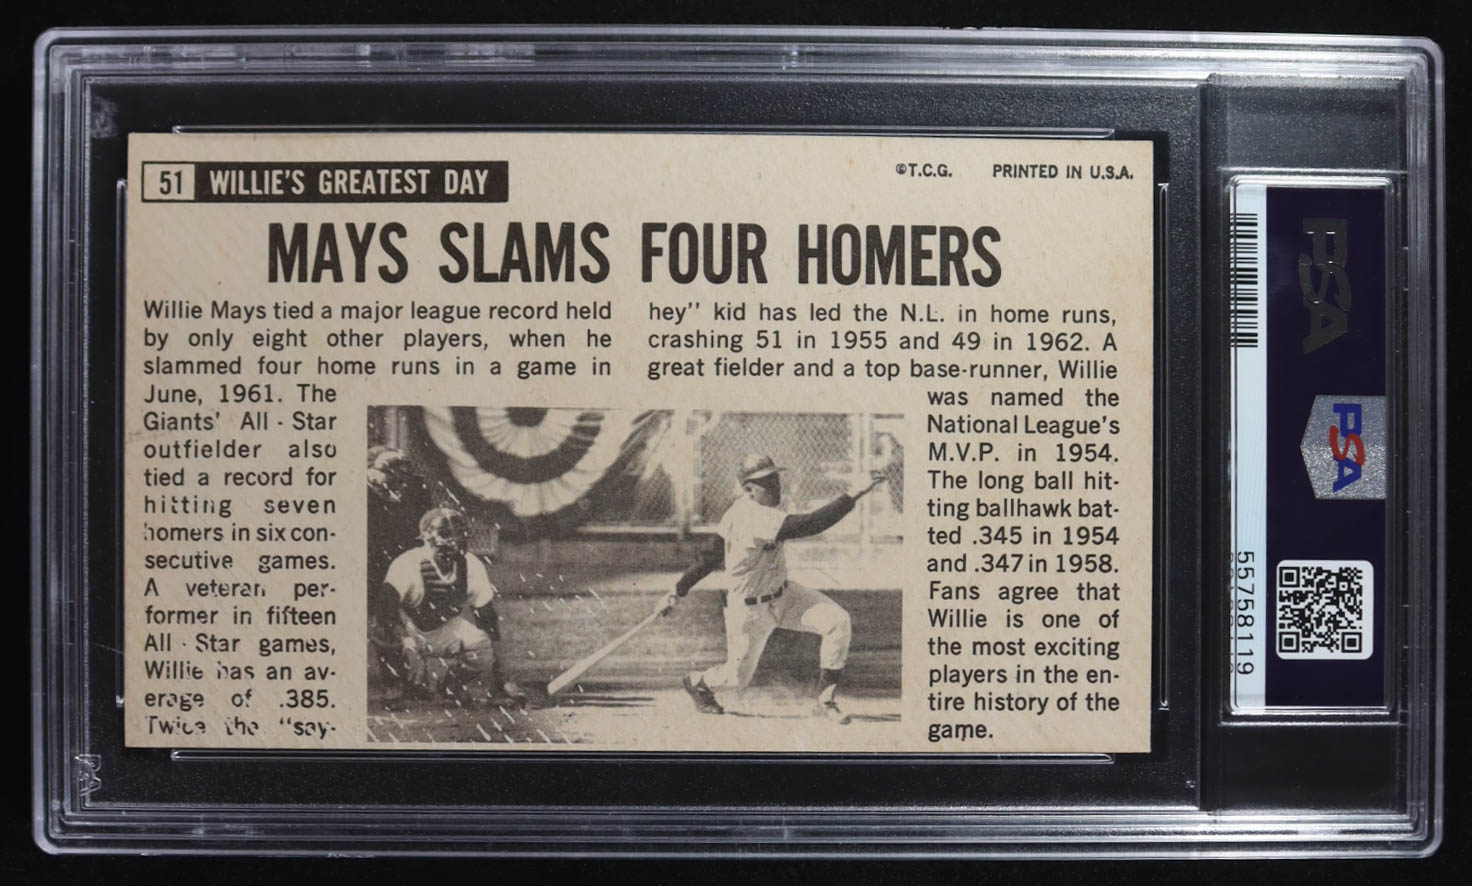 51 WILLIE'S GREATEST DAY
©T.C.G. PRINTED IN U.S.A.
MAYS SLAMS FOUR HOMERS
Willie Mays tied a major league record held
by only eight other players, when he
slammed four home runs in a game in
June, 1961. The
Giants' All - Star
outfielder also
tied a record for
hitting seven
homers in six con-
secutive games.
A veteran per-
former in fifteen
All - Star games,
Willie has an av-
erage of .385.
Twice the "say-
hey" kid has led the N.L. in home runs,
crashing 51 in 1955 and 49 in 1962. A
great fielder and a top base-runner, Willie
was named the
National League's
M.V.P. in 1954.
The long ball hit-
ting ballhawk bat-
ted .345 in 1954
and .347 in 1958.
Fans agree that
Willie is one of
the most exciting
players in the en-
tire history of the
game.
PSA
PSA
55758119
PSA